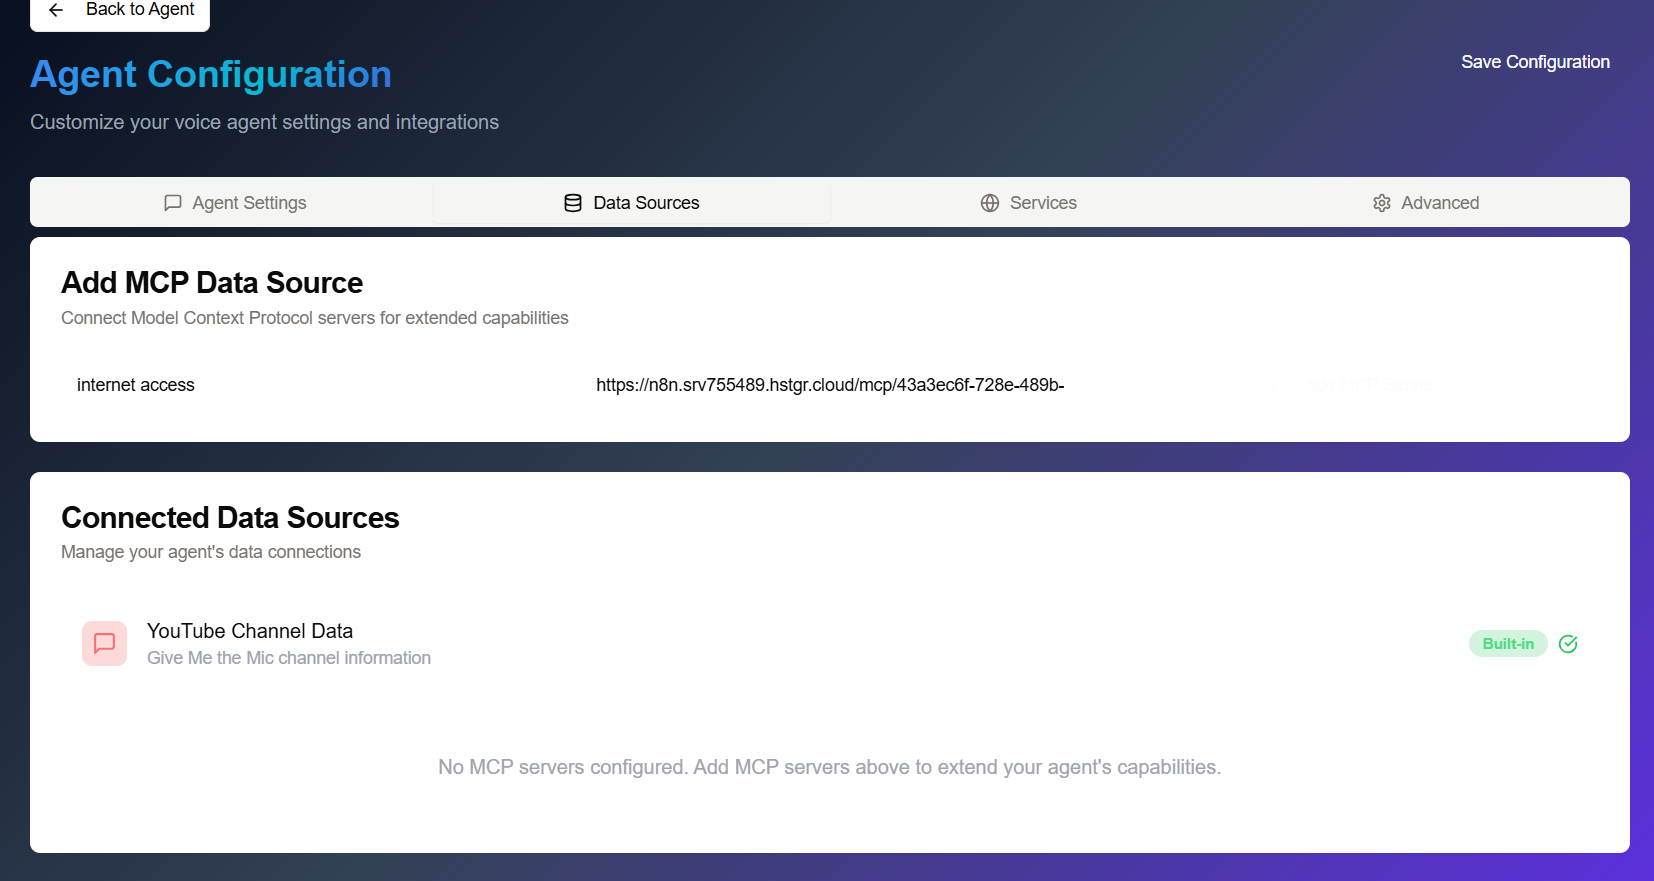 Back to Agent
Agent Configuration
Save Configuration
Customize your voice agent settings and integrations
Agent Settings
Data Sources
Services
Advanced
Add MCP Data Source
Connect Model Context Protocol servers for extended capabilities
internet access
https://n8n.srv755489.hstgr.cloud/mcp/43a3ec6f-728e-489b-
Add MCP Server
Connected Data Sources
Manage your agent's data connections
YouTube Channel Data
Give Me the Mic channel information
Built-in
No MCP servers configured. Add MCP servers above to extend your agent's capabilities.